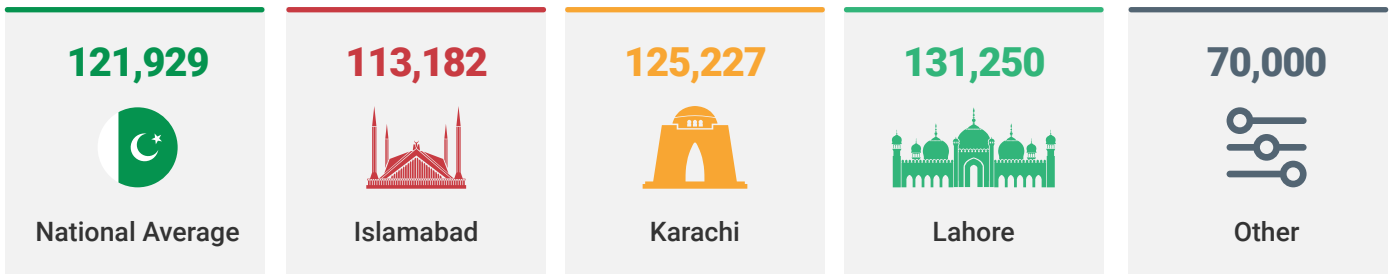 121,929
National Average
113,182
Islamabad
125,227
Karachi
131,250
Lahore
70,000
Other